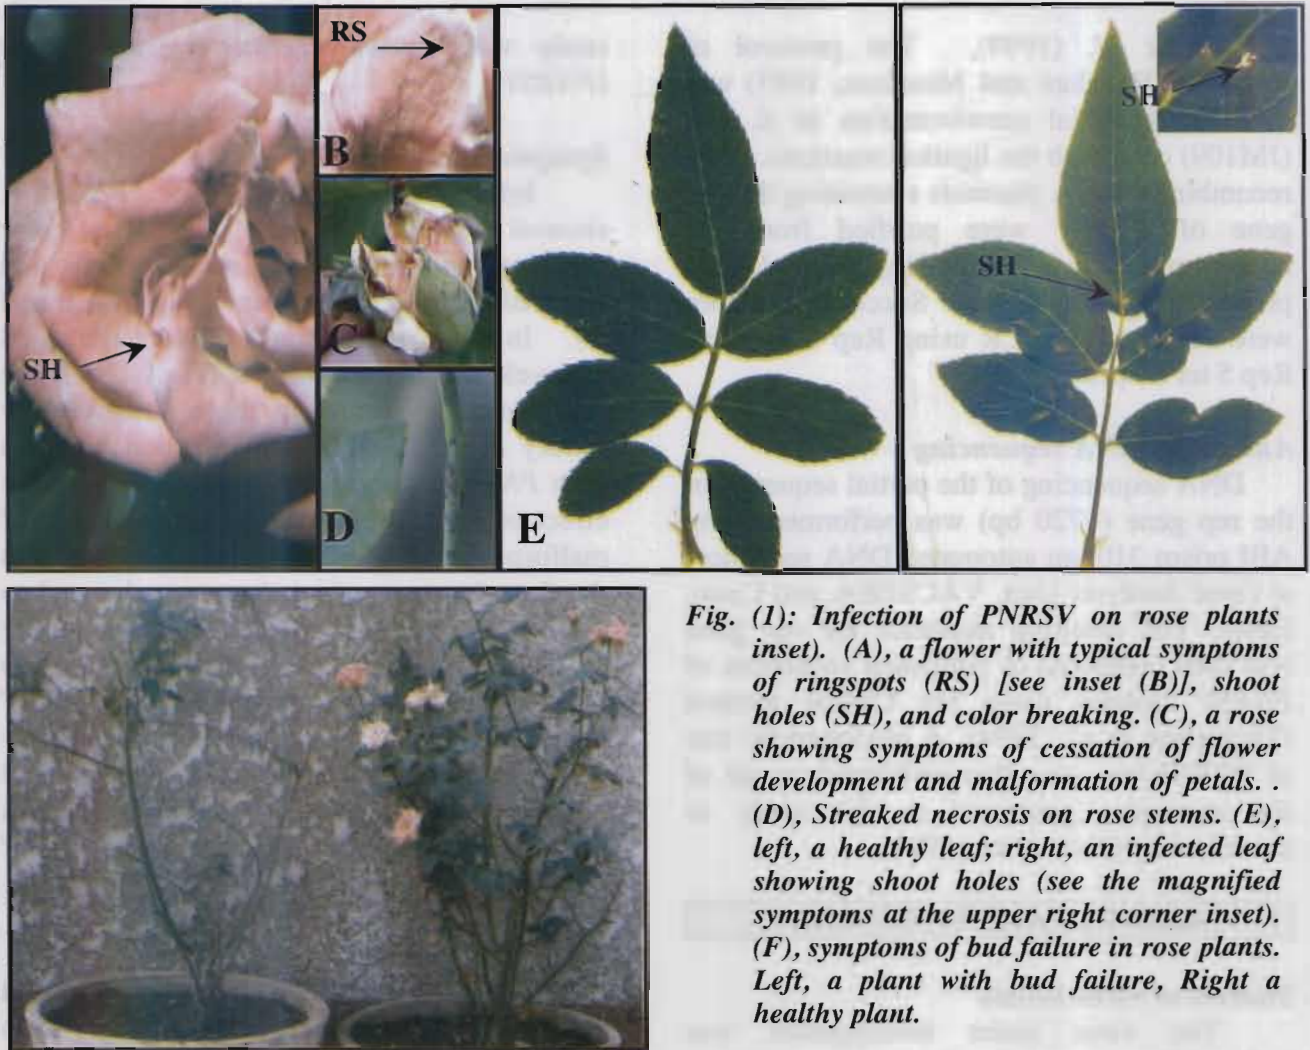 RS
B
SH
C
D
E
SH
SH
Fig. (1): Infection of PNRSV on rose plants
inset). (A), a flower with typical symptoms
of ringspots (RS) [see inset (B)], shoot
holes (SH), and color breaking. (C), a rose
showing symptoms of cessation of flower
development and malformation of petals. .
(D), Streaked necrosis on rose stems. (E),
left, a healthy leaf; right, an infected leaf
showing shoot holes (see the magnified
symptoms at the upper right corner inset).
(F), symptoms of bud failure in rose plants.
Left, a plant with bud failure, Right a
healthy plant.